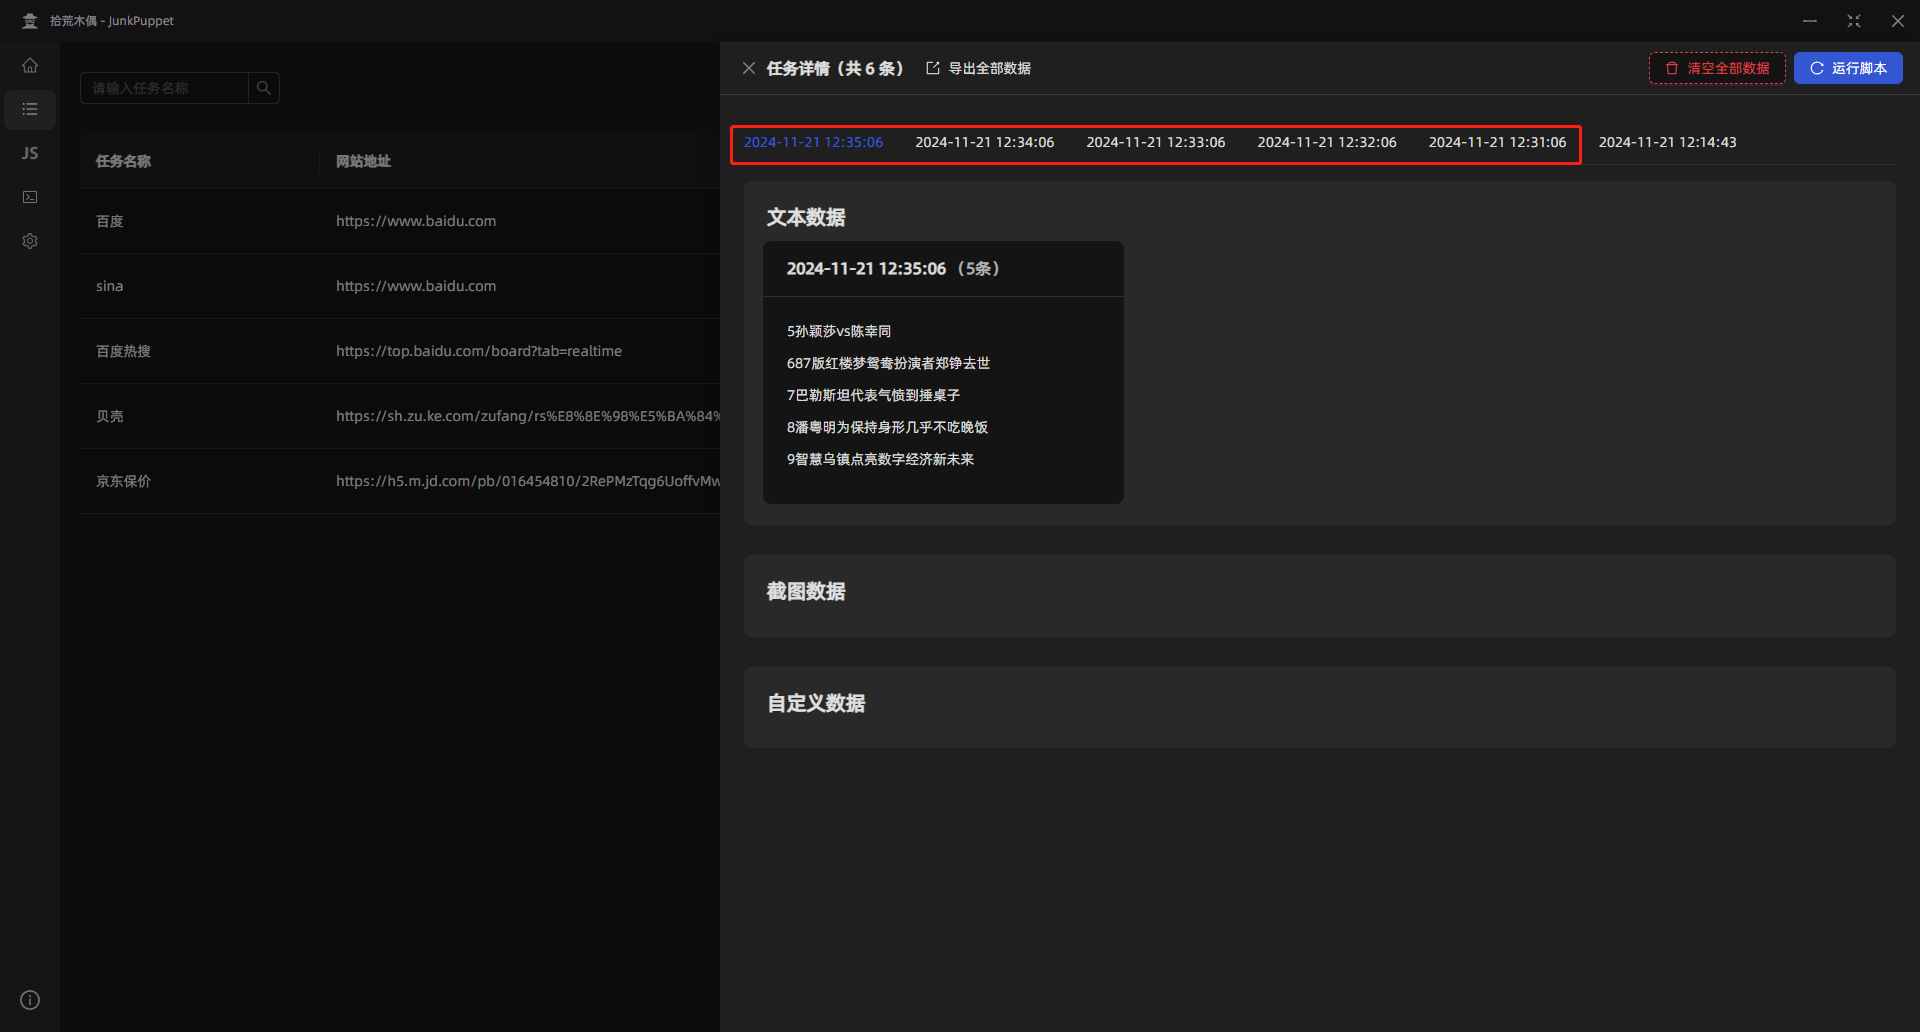 拾荒木偶 - JunkPuppet
请输入任务名称
JS
任务名称 网站地址
百度 https://www.baidu.com
sina https://www.baidu.com
百度热搜 https://top.baidu.com/board?tab=realtime
贝壳 https://sh.zu.ke.com/zufang/rs%E8%8E%98%E5%BA%84%
京东保价 https://h5.m.jd.com/pb/016454810/2RePMzTqg6UoffvMw
任务详情（共 6 条） 导出全部数据 清空全部数据 运行脚本
2024-11-21 12:35:06 2024-11-21 12:34:06 2024-11-21 12:33:06 2024-11-21 12:32:06 2024-11-21 12:31:06 2024-11-21 12:14:43
文本数据
2024-11-21 12:35:06 （5条）
5孙颖莎vs陈幸同
687版红楼梦鸳鸯扮演者郑铮去世
7巴勒斯坦代表气愤到捶桌子
8潘粤明为保持身形几乎不吃晚饭
9智慧乌镇点亮数字经济新未来
截图数据
自定义数据